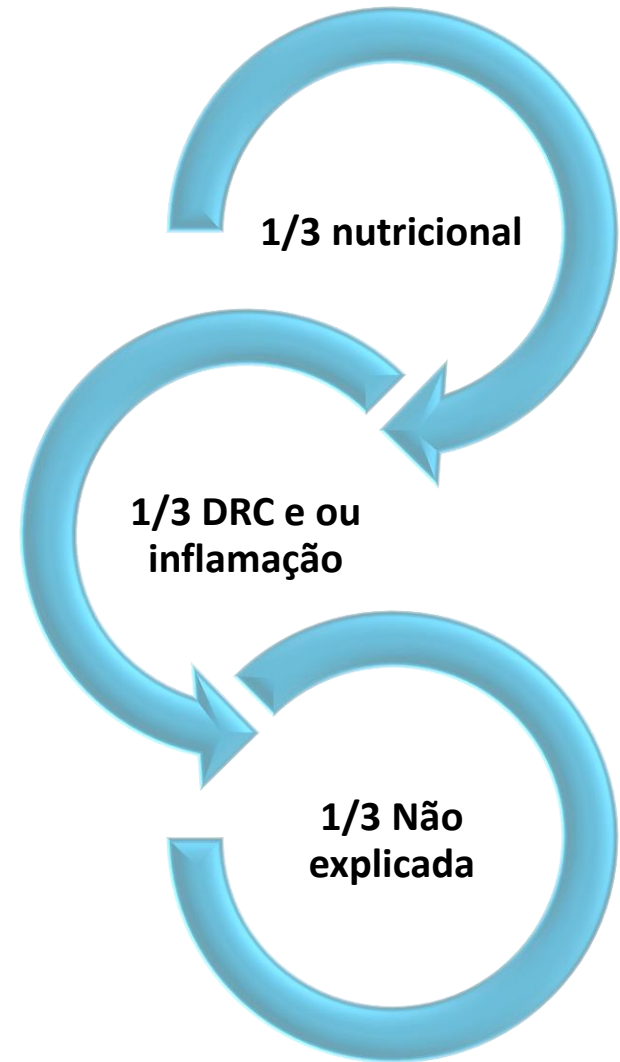 1/3 nutricional
1/3 DRC e ou
inflamação
1/3 Não
explicada